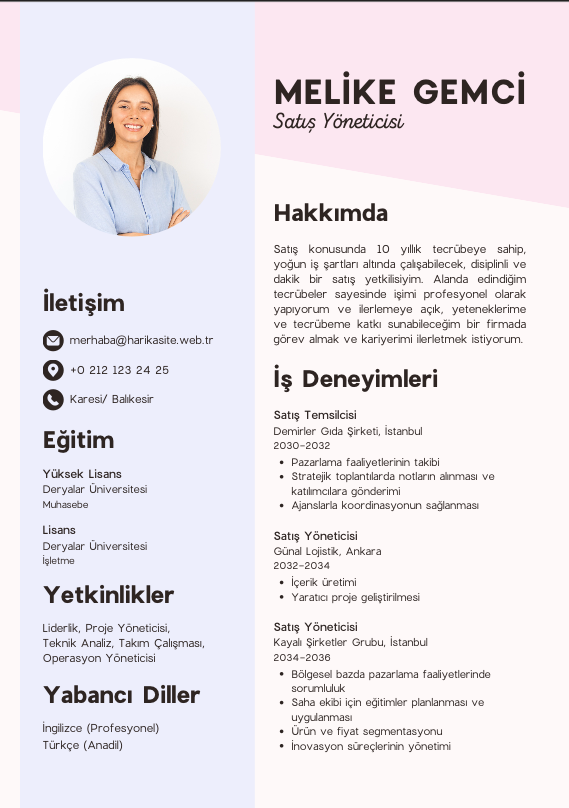 MELİKE GEMCİ
Satış Yöneticisi
İletişim
merhaba@harikasite.web.tr
+0 212 123 24 25
Karesi/ Balıkesir
Eğitim
Yüksek Lisans
Deryalar Üniversitesi
Muhasebe
Lisans
Deryalar Üniversitesi
İşletme
Yetkinlikler
Liderlik, Proje Yöneticisi,
Teknik Analiz, Takım Çalışması,
Operasyon Yöneticisi
Yabancı Diller
İngilizce (Profesyonel)
Türkçe (Anadil)
Hakkımda
Satış konusunda 10 yıllık tecrübeye sahip,
yoğun iş şartları altında çalışabilecek, disiplinli ve
dakik bir satış yetkilisiyim. Alanda edindiğim
tecrübeler sayesinde işimi profesyonel olarak
yapıyorum ve ilerlemeye açık, yeteneklerime
ve tecrübeme katkı sunabileceğim bir firmada
görev almak ve kariyerimi ilerletmek istiyorum.
İş Deneyimleri
Satış Temsilcisi
Demirler Gıda Şirketi, İstanbul
2030-2032
• Pazarlama faaliyetlerinin takibi
• Stratejik toplantılarda notların alınması ve
katılımcılara gönderimi
• Ajanslarla koordinasyonun sağlanması
Satış Yöneticisi
Günal Lojistik, Ankara
2032-2034
• İçerik üretimi
• Yaratıcı proje geliştirilmesi
Satış Yöneticisi
Kayalı Şirketler Grubu, İstanbul
2034-2036
• Bölgesel bazda pazarlama faaliyetlerinde
sorumluluk
• Saha ekibi için eğitimler planlanması ve
uygulanması
• Ürün ve fiyat segmentasyonu
• İnovasyon süreçlerinin yönetimi